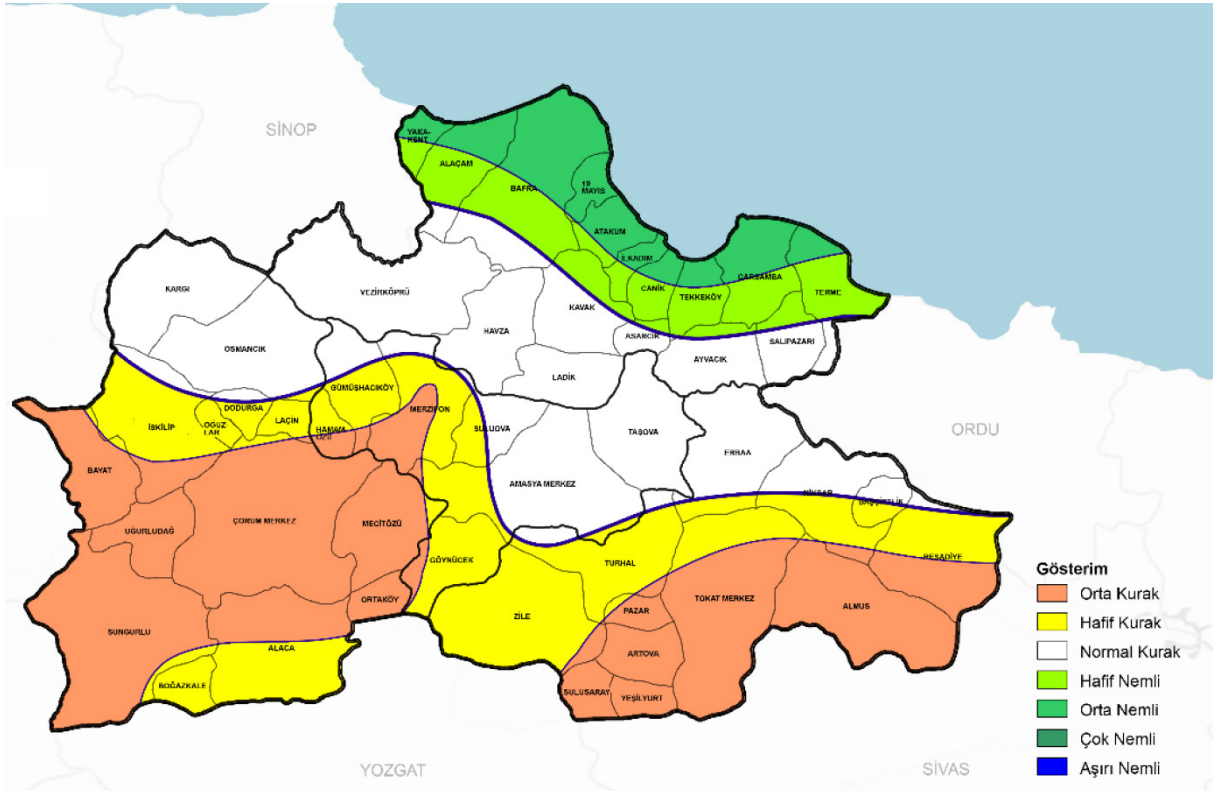 SİNOP
YAKA-
KENT
ALAÇAM
BAFRA
19
MAYIS
ATAKUM
İLKADIM
CANİK
TEKKEKÖY
ÇARŞAMBA
TERME
KARGI
VEZİRKÖPRÜ
KAVAK
HAVZA
ASARCIK
SALIPAZARI
AYVACIK
OSMANCIK
LADİK
GÜMÜŞHACIKÖY
DODURGA
MERZİFON
İSKİLİP
OĞUZ
LAR
LAÇİN
HAMAM
ÖZÜ
SULUOVA
TAŞOVA
ORDU
ERBAA
BAYAT
AMASYA MERKEZ
NİKSAR
BAŞÇİFTLİK
UĞURLUDAĞ
ÇORUM MERKEZ
MECİTÖZÜ
GÖYNÜCEK
TURHAL
REŞADİYE
ORTAKÖY
ZİLE
PAZAR
TOKAT MERKEZ
ALMUS
SUNGURLU
ALACA
ARTOVA
BOĞAZKALE
SULUSARAY
YEŞİLYURT
YOZGAT
SİVAS
Gösterim
Orta Kurak
Hafif Kurak
Normal Kurak
Hafif Nemli
Orta Nemli
Çok Nemli
Aşırı Nemli